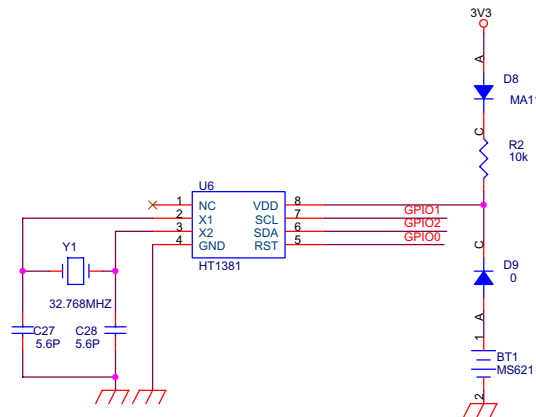 3V3
A
D8
MA11
C
R2
10k
U6
1
NC
VDD
8
2
X1
SCL
7
GPIO1
3
X2
SDA
6
GPIO2
4
GND
RST
5
GPIO0
HT1381
Y1
32.768MHZ
C27
5.6P
C28
5.6P
C
D9
0
A
1
BT1
MS621
2